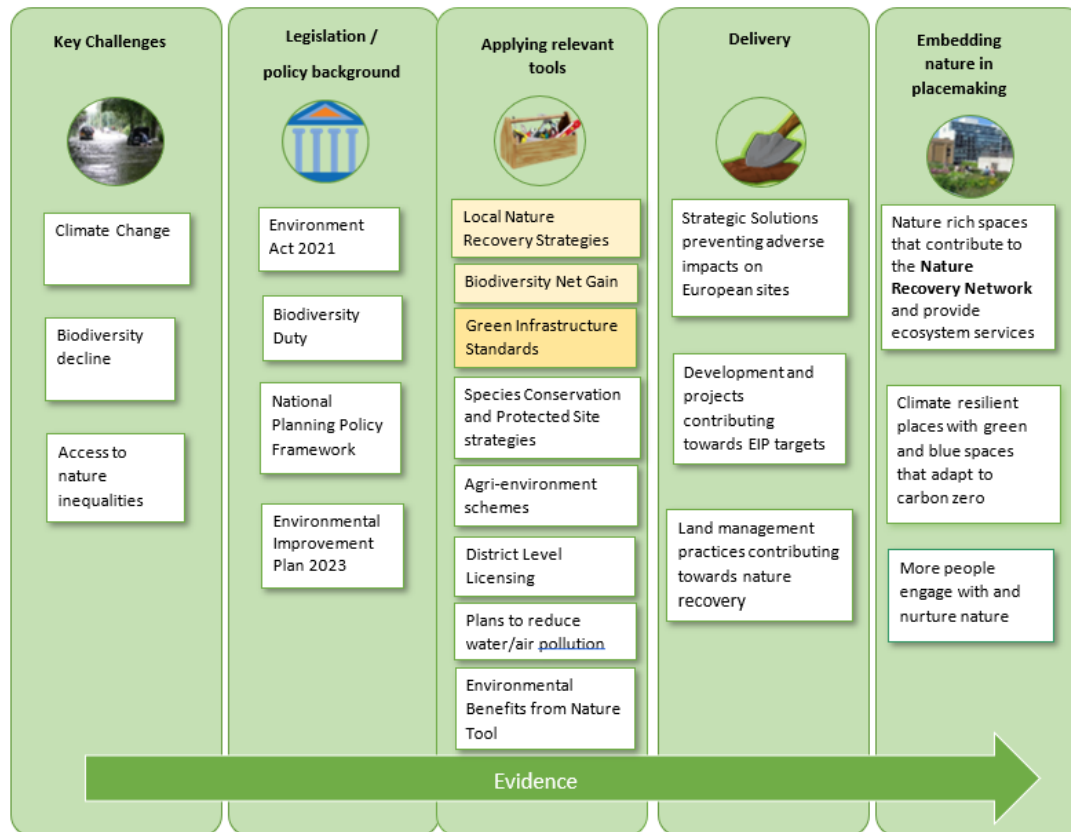 Key Challenges
Climate Change
Biodiversity
decline
Access to
nature
inequalities
Legislation /
policy background
Environment
Act 2021
Biodiversity
Duty
National
Planning Policy
Framework
Environmental
Improvement
Plan 2023
Applying relevant
tools
Local Nature
Recovery Strategies
Biodiversity Net Gain
Green Infrastructure
Standards
Species Conservation
and Protected Site
strategies
Agri-environment
schemes
District Level
Licensing
Plans to reduce
water/air pollution
Environmental
Benefits from Nature
Tool
Delivery
Strategic Solutions
preventing adverse
impacts on
European sites
Development and
projects
contributing
towards EIP targets
Land management
practices contributing
towards nature
recovery
Embedding
nature in
placemaking
Nature rich spaces
that contribute to
the Nature
Recovery Network
and provide
ecosystem services
Climate resilient
places with green
and blue spaces
that adapt to
carbon zero
More people
engage with and
nurture nature
Evidence